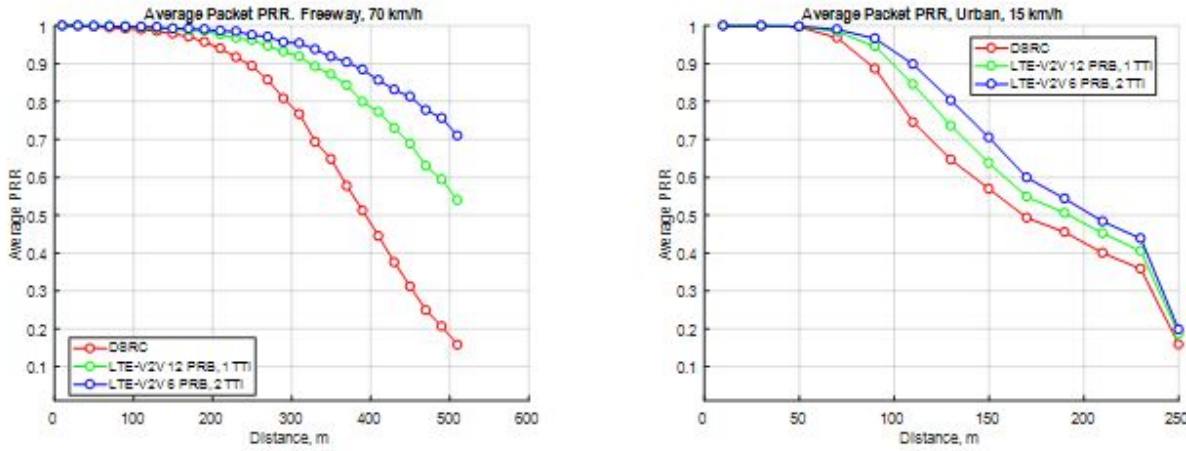 Average Packet PRR. Freeway, 70 km/h
1
0.9
0.8
0.7
0.6
0.5
0.4
0.3
0.2
0.1
Average PRR
DSRC
LTE-V2V 12 PRB, 1 TTI
LTE-V2V 6 PRB, 2 TTI
0
100
200
300
400
500
600
Distance, m
Average Packet PRR, Urban, 15 km/h
1
0.9
0.8
0.7
0.6
0.5
0.4
0.3
0.2
0.1
Average PRR
DSRC
LTE-V2V 12 PRB, 1 TTI
LTE-V2V 6 PRB, 2 TTI
0
50
100
150
200
250
Distance, m